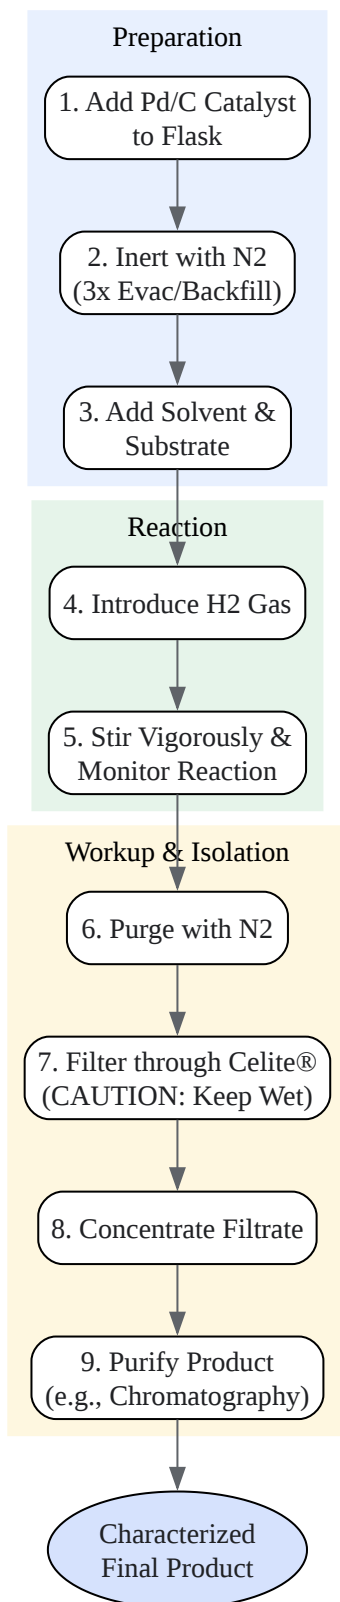 Preparation
1. Add Pd/C Catalyst
to Flask
2. Inert with N2
(3x Evac/Backfill)
3. Add Solvent &
Substrate
Reaction
4. Introduce H2 Gas
5. Stir Vigorously &
Monitor Reaction
Workup & Isolation
6. Purge with N2
7. Filter through Celite®
(CAUTION: Keep Wet)
8. Concentrate Filtrate
9. Purify Product
(e.g., Chromatography)
Characterized
Final Product